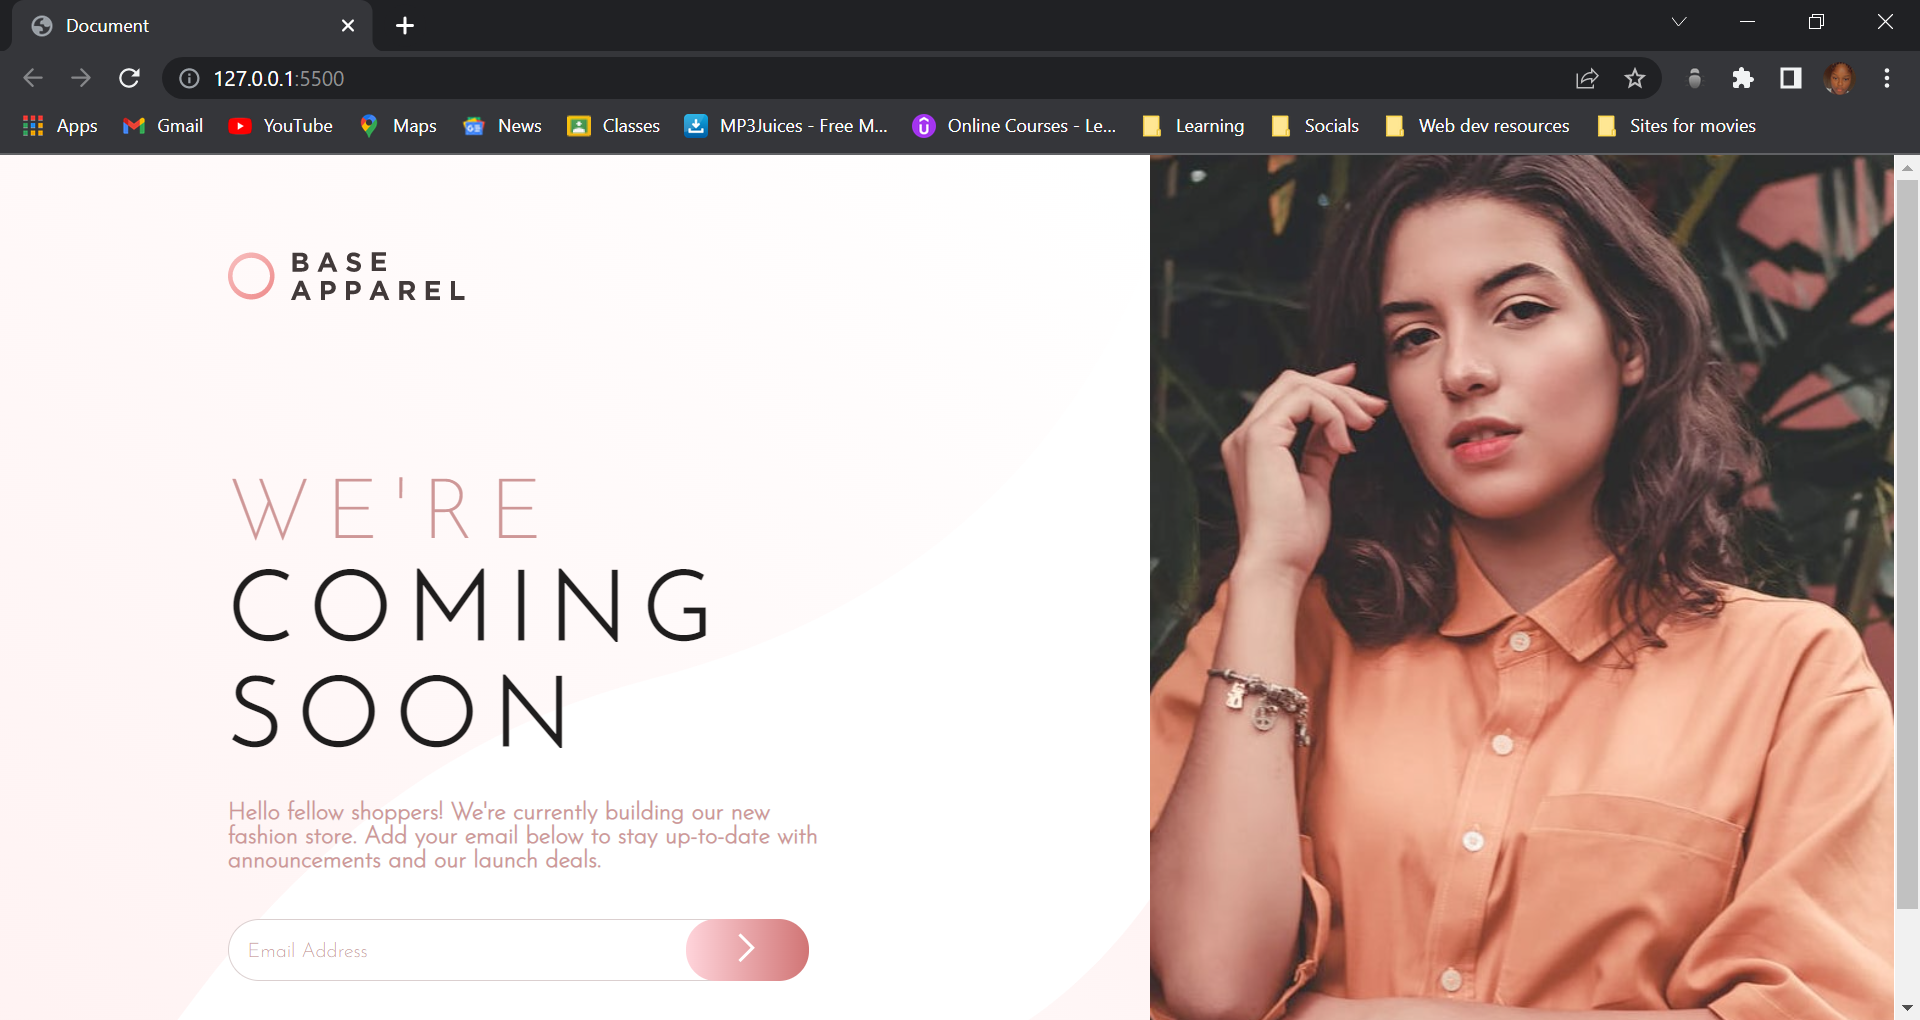 Document
127.0.0.1:5500
Apps Gmail YouTube Maps News Classes MP3Juices - Free M... Online Courses - Le... Learning Socials Web dev resources Sites for movies
BASE
APPAREL
WE'RE
COMING
SOON
Hello fellow shoppers! We're currently building our new
fashion store. Add your email below to stay up-to-date with
announcements and our launch deals.
Email Address